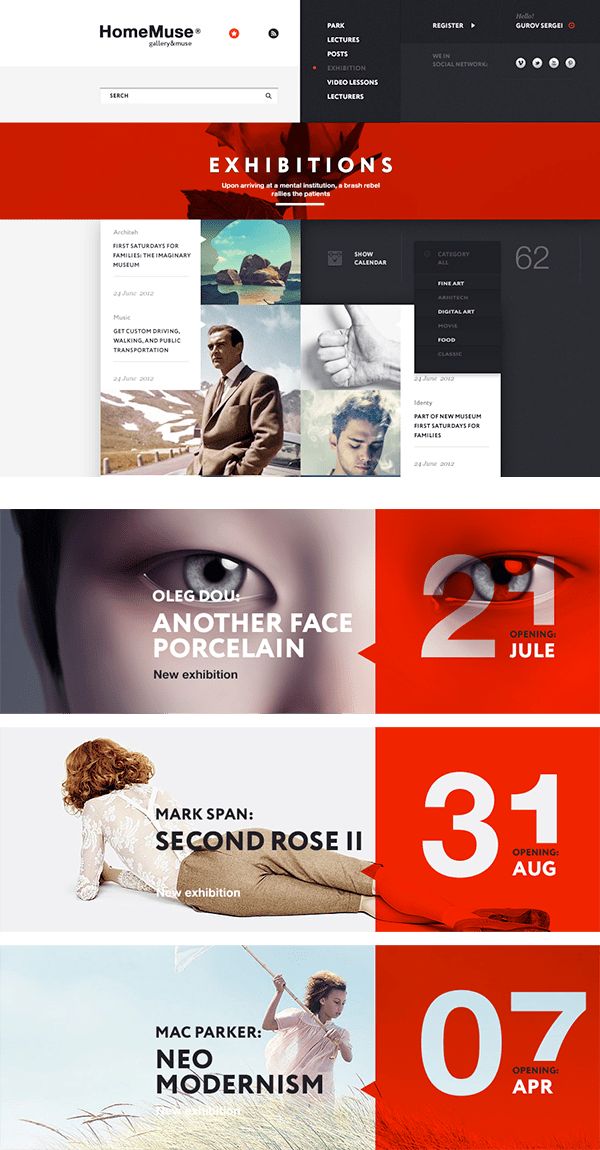 HomeMuse®
gallery&muse
SERCH
PARK
LECTURES
POSTS
EXHIBITION
VIDEO LESSONS
LECTURERS
REGISTER
Hello!
GUROV SERGEI
WE IN
SOCIAL NETWORK:
EXHIBITIONS
Upon arriving at a mental institution, a brash rebel
rallies the patients
Architeh
FIRST SATURDAYS FOR
FAMILIES: THE IMAGINARY
MUSEUM
24 June 2012
Music
GET CUSTOM DRIVING,
WALKING, AND PUBLIC
TRANSPORTATION
24 June 2012
SHOW
CALENDAR
CATEGORY
ALL
FINE ART
ARHITECH
DIGITAL ART
MOVIE
FOOD
CLASSIC
62
24 June 2012
Identy
PART OF NEW MUSEUM
FIRST SATURDAYS FOR
FAMILIES
24 June 2012
OLEG DOU:
ANOTHER FACE
PORCELAIN
New exhibition
21
OPENING:
JULE
MARK SPAN:
SECOND ROSE II
New exhibition
31
OPENING:
AUG
MAC PARKER:
NEO
MODERNISM
New exhibition
07
OPENING:
APR